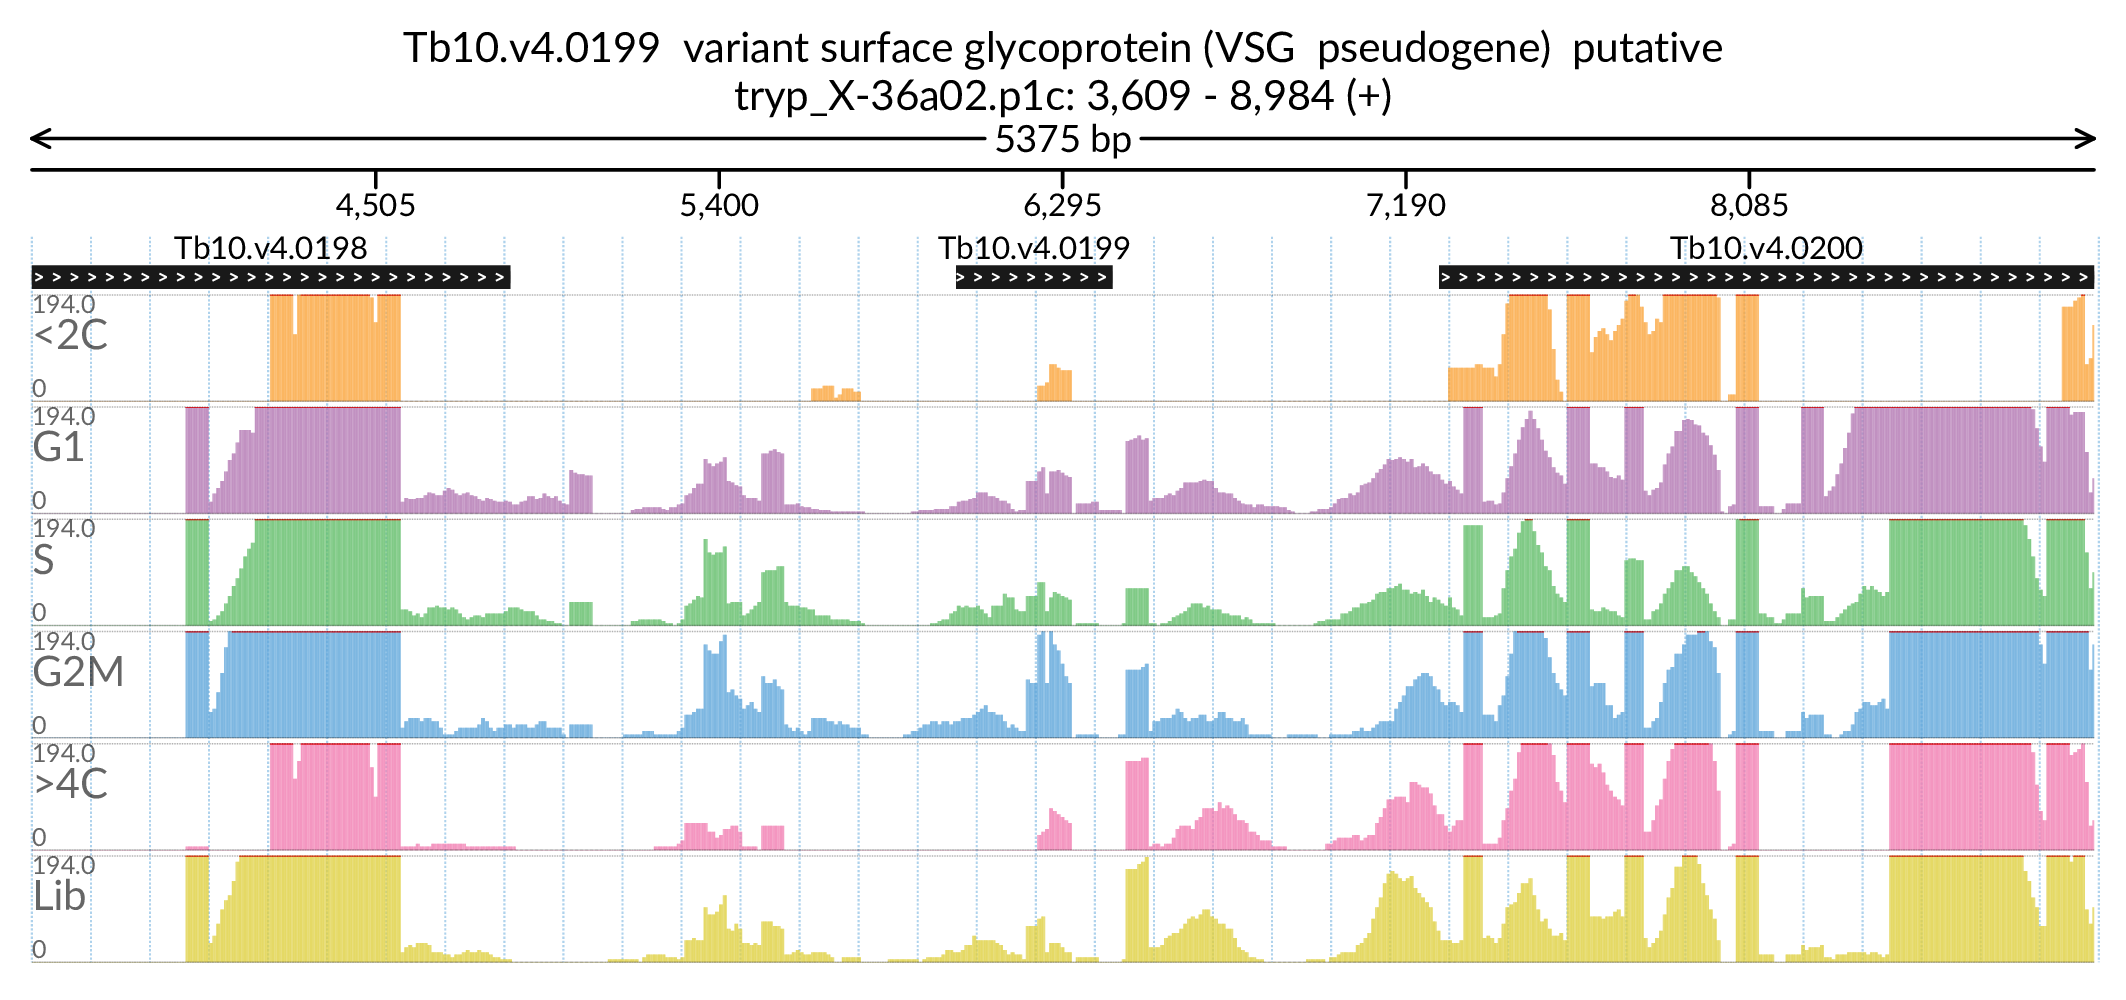 Tb10.v4.0199 variant surface glycoprotein (VSG pseudogene) putative
tryp_X-36a02.p1c: 3,609 - 8,984 (+)
5375 bp
4,505 5,400 6,295 7,190 8,085
Tb10.v4.0198 Tb10.v4.0199 Tb10.v4.0200
194.0
<2C
0
194.0
G1
0
194.0
S
0
194.0
G2M
0
194.0
>4C
0
194.0
Lib
0